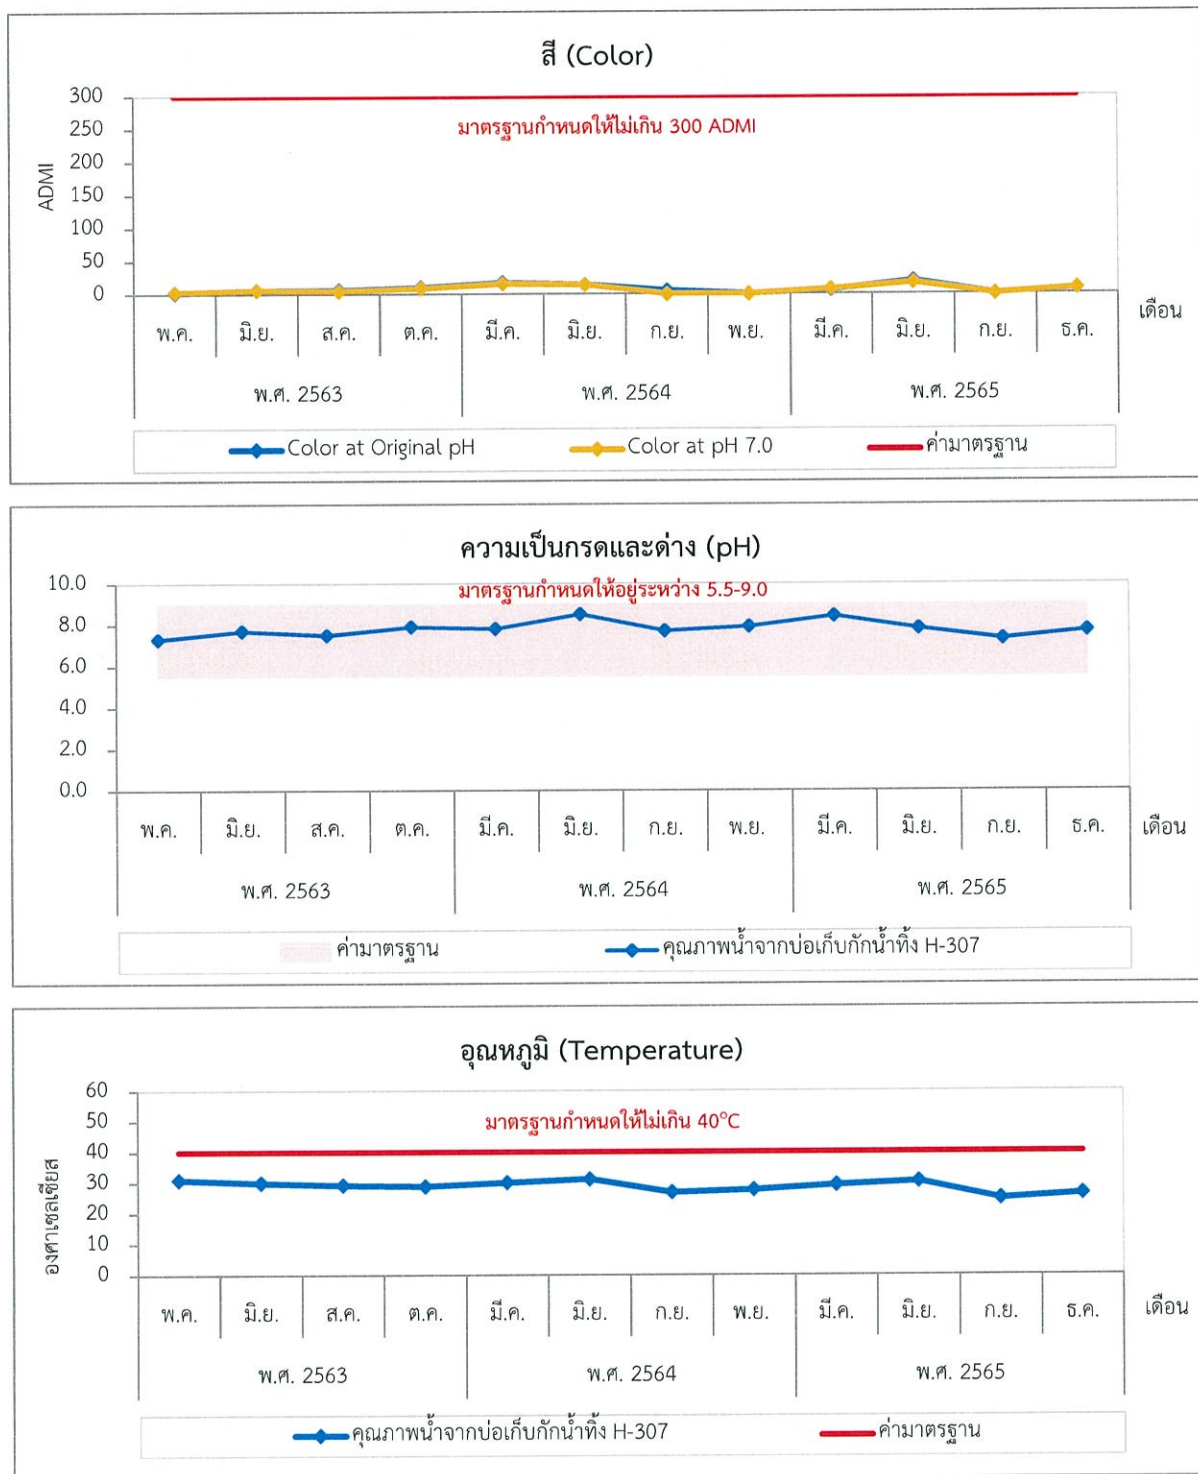 สี (Color)
300
มาตรฐานกำหนดให้ไม่เกิน 300 ADMI
250
200
ADMI
150
100
50
0
เดือน
พ.ค. มิ.ย. ส.ค. ต.ค. มี.ค. มิ.ย. ก.ย. พ.ย. มี.ค. มิ.ย. ก.ย. ธ.ค.
พ.ศ. 2563 พ.ศ. 2564 พ.ศ. 2565
Color at Original pH Color at pH 7.0 ค่ามาตรฐาน
ความเป็นกรดและด่าง (pH)
มาตรฐานกำหนดให้อยู่ระหว่าง 5.5-9.0
10.0
8.0
6.0
4.0
2.0
0.0
พ.ค. มิ.ย. ส.ค. ต.ค. มี.ค. มิ.ย. ก.ย. พ.ย. มี.ค. มิ.ย. ก.ย. ธ.ค. เดือน
พ.ศ. 2563 พ.ศ. 2564 พ.ศ. 2565
ค่ามาตรฐาน คุณภาพน้ำจากบ่อเก็บกักน้ำทิ้ง H-307
อุณหภูมิ (Temperature)
60
มาตรฐานกำหนดให้ไม่เกิน 40°C
50
40
30
องศาเซลเซียส
20
10
0
พ.ค. มิ.ย. ส.ค. ต.ค. มี.ค. มิ.ย. ก.ย. พ.ย. มี.ค. มิ.ย. ก.ย. ธ.ค. เดือน
พ.ศ. 2563 พ.ศ. 2564 พ.ศ. 2565
คุณภาพน้ำจากบ่อเก็บกักน้ำทิ้ง H-307 ค่ามาตรฐาน